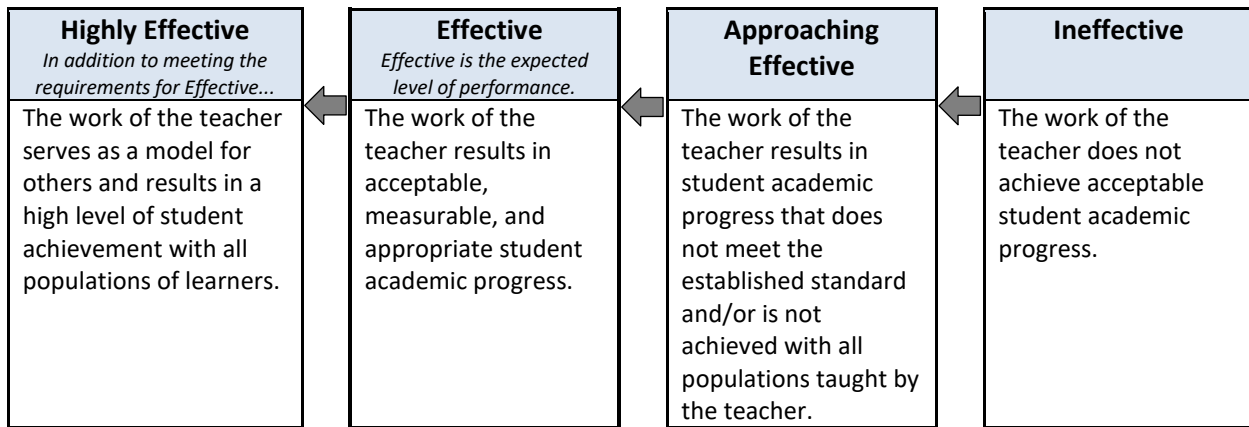 Highly Effective
In addition to meeting the
requirements for Effective...
The work of the teacher
serves as a model for
others and results in a
high level of student
achievement with all
populations of learners.
Effective
Effective is the expected
level of performance.
The work of the
teacher results in
acceptable,
measurable, and
appropriate student
academic progress.
Approaching
Effective
The work of the
teacher results in
student academic
progress that does
not meet the
established standard
and/or is not
achieved with all
populations taught by
the teacher.
Ineffective
The work of the
teacher does not
achieve acceptable
student academic
progress.